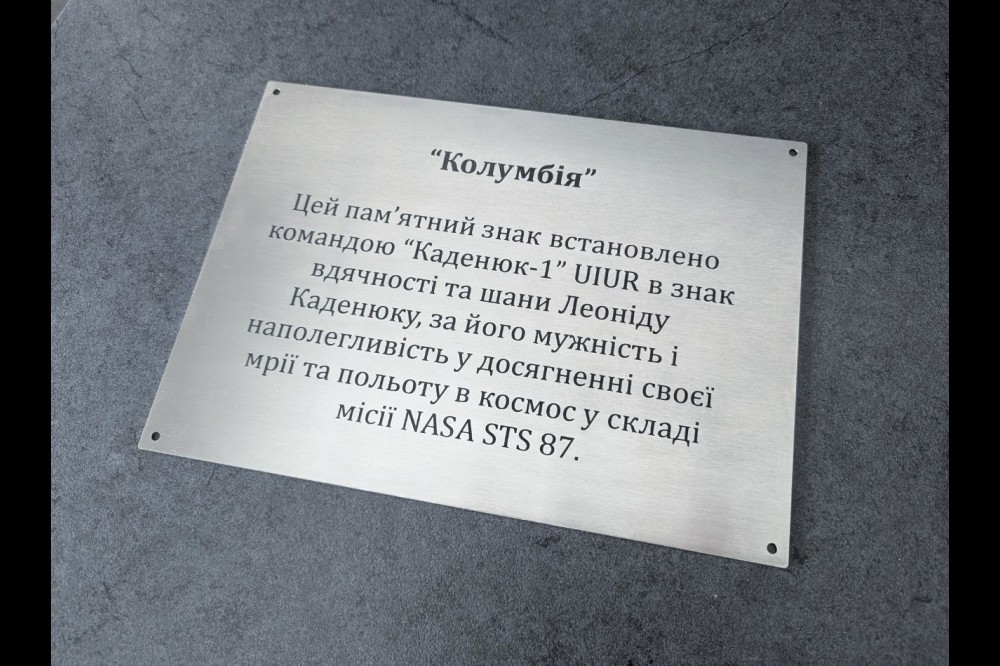 “Колумбія”
Цей пам’ятний знак встановлено
командою “Каденюк-1” UIUR в знак
вдячності та шани Леоніду
Каденюку, за його мужність і
наполегливість у досягненні своєї
мрії та польоту в космос у складі
місії NASA STS 87.